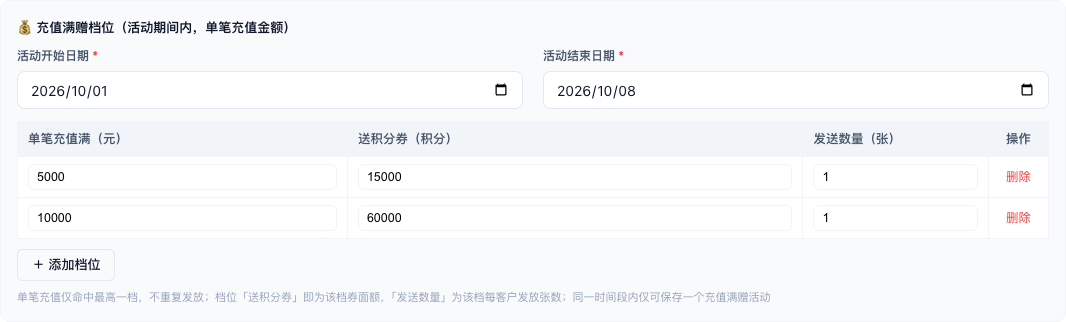 💰 充值满赠档位（活动期间内，单笔充值金额）
活动开始日期 * 活动结束日期 *
2026/10/01 2026/10/08
单笔充值满（元） 送积分券（积分） 发送数量（张） 操作
5000 15000 1 删除
10000 60000 1 删除
+ 添加档位
单笔充值仅命中最高一档，不重复发放；档位「送积分券」即为该档券面额，「发送数量」为该档每客户发放张数；同一时间段内仅可保存一个充值满赠活动